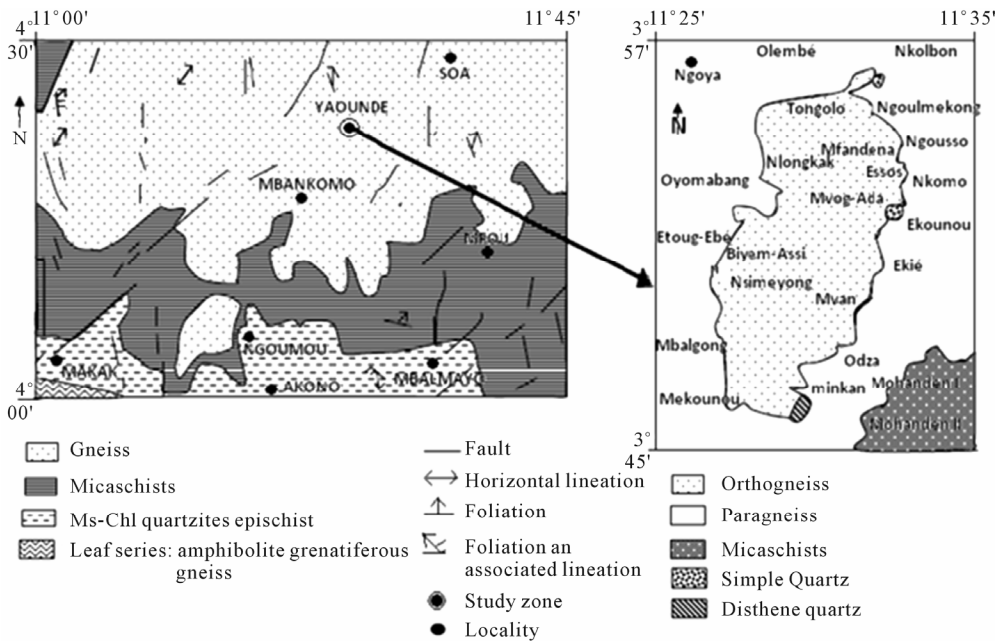 4° 11°00' 11°45'
30'
N
SOA
YAOUNDE
MBANKOMO
MFOU
NGOUMOU
MAKAK
AKONO
MBALMAYO
4°
00'
11°25' 11°35'
3°
57'
Olembé Nkolbon
Ngoya
N
Tongolo Ngoulmekong
Ngousso
Mfandena
Nlongkak Essos
Oyomabang Nkomo
Mvog-Ada
Ekounou
Etoug-Ebé
Biyem-Assi Ekié
Nsimeyong
Mvan
Mbalgong
Odza
Mekounou minkan Mohanden I
Mohanden II
3°
45'
Gneiss
Micaschists
Ms-Chl quartzites epischist
Leaf series: amphibolite grenatiferous
gneiss
Fault
Horizontal lineation
Foliation
Foliation an
associated lineation
Study zone
Locality
Orthogneiss
Paragneiss
Micaschists
Simple Quartz
Disthene quartz